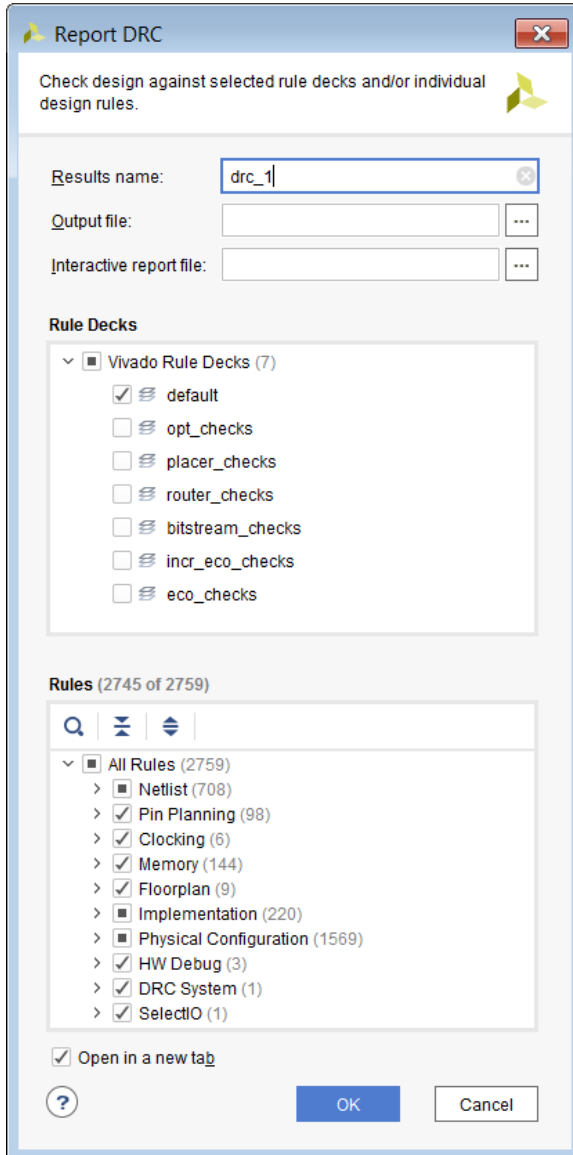 Report DRC
Check design against selected rule decks and/or individual
design rules.
Results name: drc_1
Output file: ...
Interactive report file: ...
Rule Decks
Vivado Rule Decks (7)
default
opt_checks
placer_checks
router_checks
bitstream_checks
incr_eco_checks
eco_checks
Rules (2745 of 2759)
All Rules (2759)
Netlist (708)
Pin Planning (98)
Clocking (6)
Memory (144)
Floorplan (9)
Implementation (220)
Physical Configuration (1569)
HW Debug (3)
DRC System (1)
SelectIO (1)
Open in a new tab
? OK Cancel